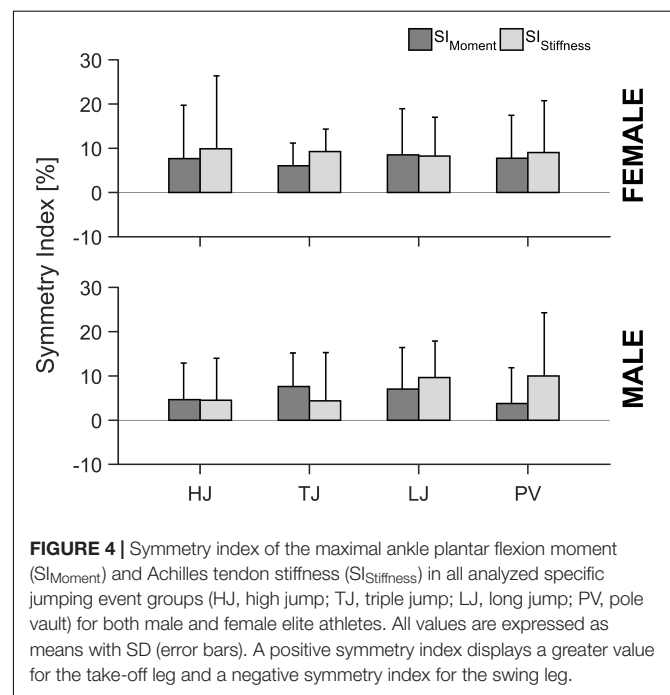 SI_Moment SI_Stiffness
30
20
10
0
-10
FEMALE
Symmetry Index [%]
30
20
10
0
-10
MALE
HJ TJ LJ PV
FIGURE 4 | Symmetry index of the maximal ankle plantar flexion moment
(SI_Moment) and Achilles tendon stiffness (SI_Stiffness) in all analyzed specific
jumping event groups (HJ, high jump; TJ, triple jump; LJ, long jump; PV, pole
vault) for both male and female elite athletes. All values are expressed as
means with SD (error bars). A positive symmetry index displays a greater value
for the take-off leg and a negative symmetry index for the swing leg.